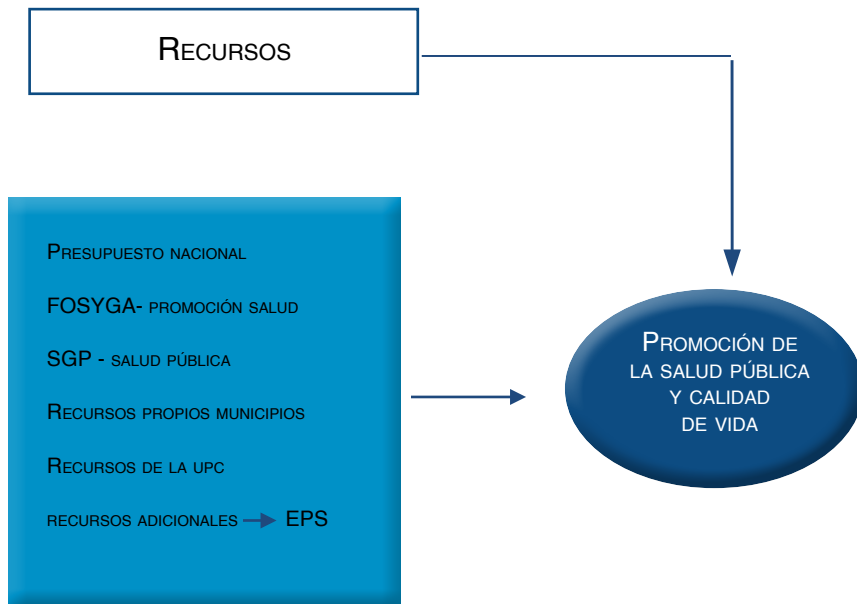 RECURSOS
PRESUPUESTO NACIONAL
FOSYGA- PROMOCIÓN SALUD
SGP - SALUD PÚBLICA
RECURSOS PROPIOS MUNICIPIOS
RECURSOS DE LA UPC
RECURSOS ADICIONALES → EPS
PROMOCIÓN DE
LA SALUD PÚBLICA
Y CALIDAD
DE VIDA